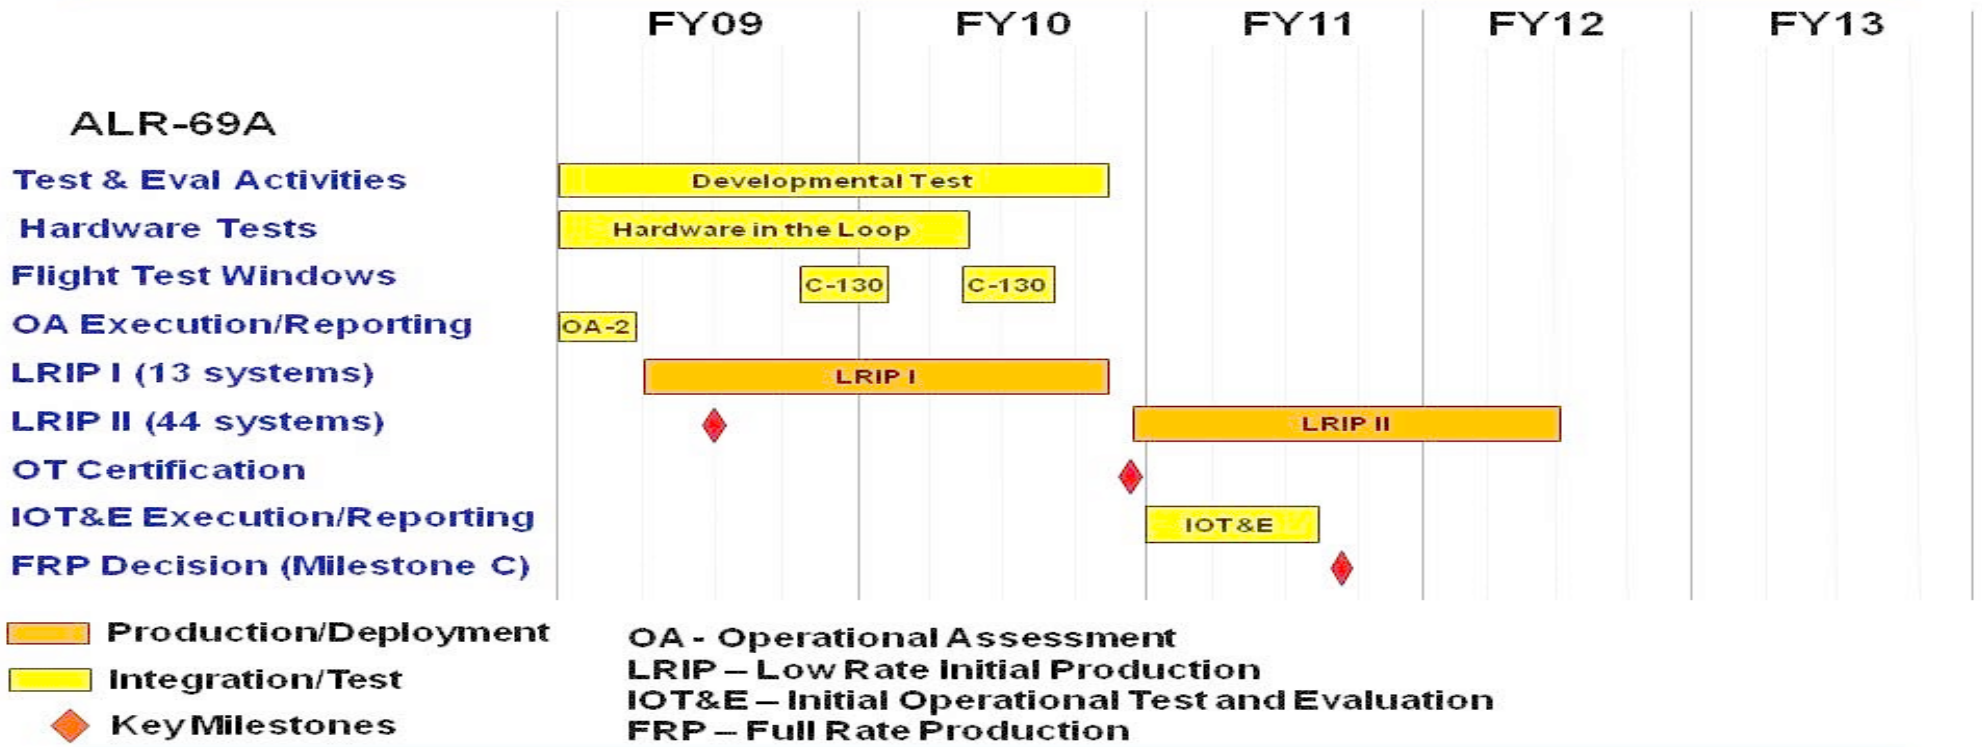 FY09 FY10 FY11 FY12 FY13
ALR-69A
Test & Eval Activities Developmental Test
Hardware Tests Hardware in the Loop
Flight Test Windows C-130 C-130
OA Execution/Reporting OA-2
LRIP I (13 systems) LRIP I
LRIP II (44 systems) LRIP II
OT Certification
IOT&E Execution/Reporting IOT&E
FRP Decision (Milestone C)
Production/Deployment
Integration/Test
Key Milestones
OA - Operational Assessment
LRIP – Low Rate Initial Production
IOT&E – Initial Operational Test and Evaluation
FRP – Full Rate Production